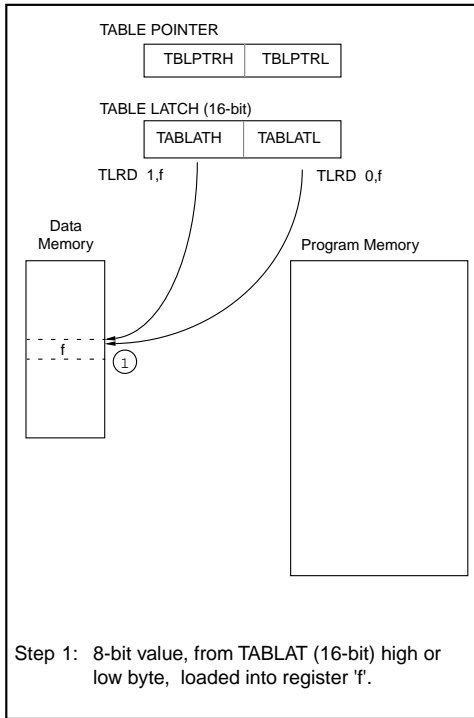 TABLE POINTER
TBLPTRH TBLPTRL
TABLE LATCH (16-bit)
TABLATH TABLATL
TLRD 1,f TLRD 0,f
Data
Memory
Program Memory
f
1
Step 1: 8-bit value, from TABLAT (16-bit) high or
low byte, loaded into register 'f'.